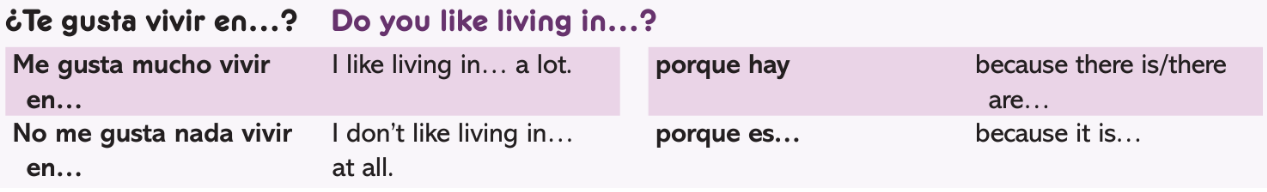 ¿Te gusta vivir en…? Do you like living in…?
Me gusta mucho vivir I like living in… a lot.
en…
No me gusta nada vivir I don't like living in…
en… at all.
porque hay because there is/there
are…
porque es… because it is…